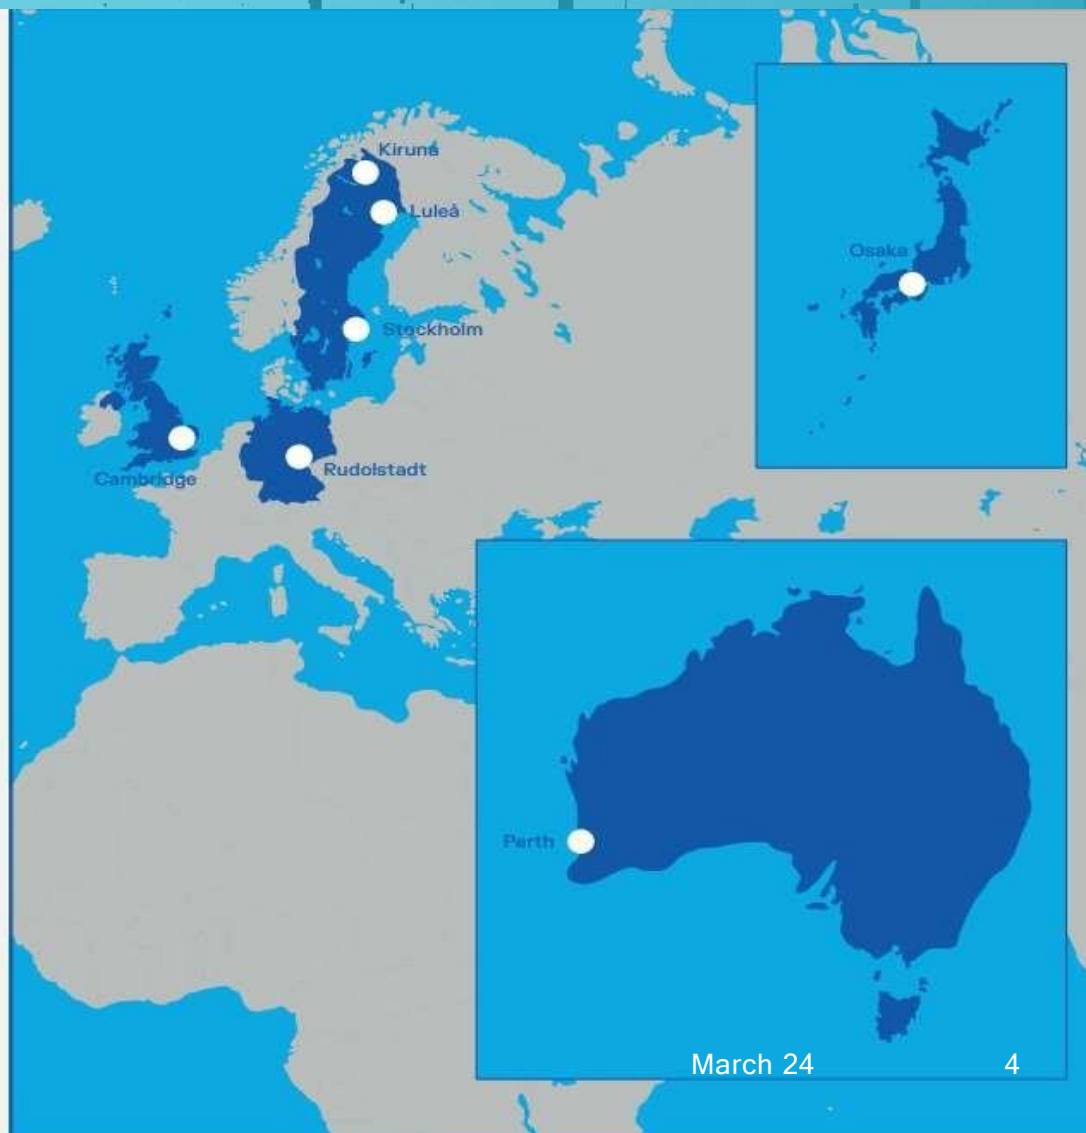 Kiruna
Luleå
Osaka
Stockholm
Cambridge
Rudolstadt
Perth
March 24
4